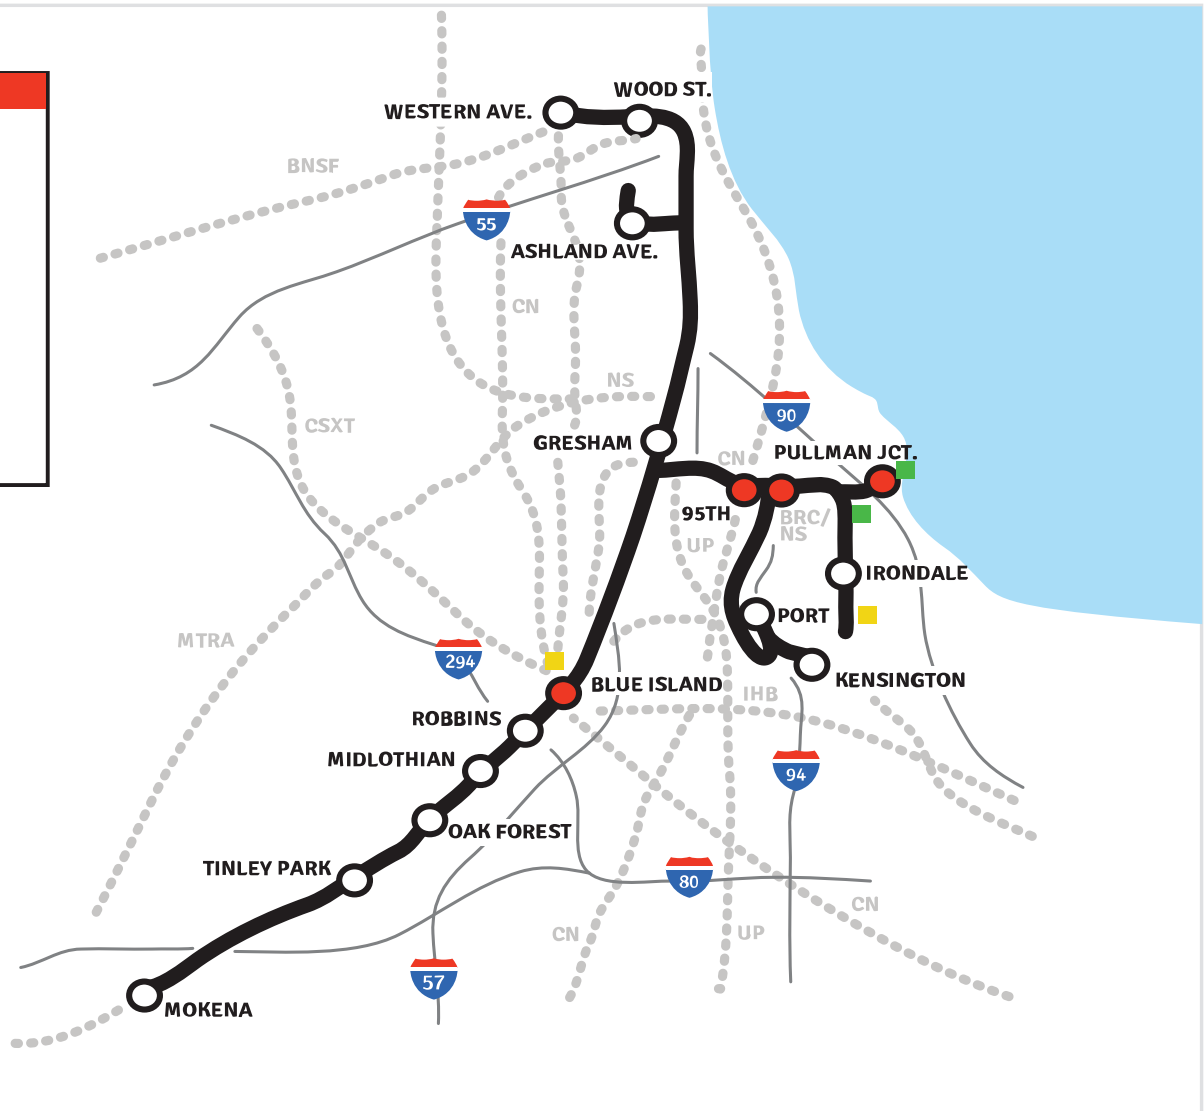 WOOD ST.
WESTERN AVE.
BNSF
55
ASHLAND AVE.
CN
NS
90
CSXT
GRESHAM
CN
PULLMAN JCT.
95TH
BRC/
NS
UP
IRONDALE
PORT
MTRA
294
KENSINGTON
BLUE ISLAND
IHB
ROBBINS
MIDLOTHIAN
94
OAK FOREST
TINLEY PARK
80
CN
CN
UP
57
MOKENA